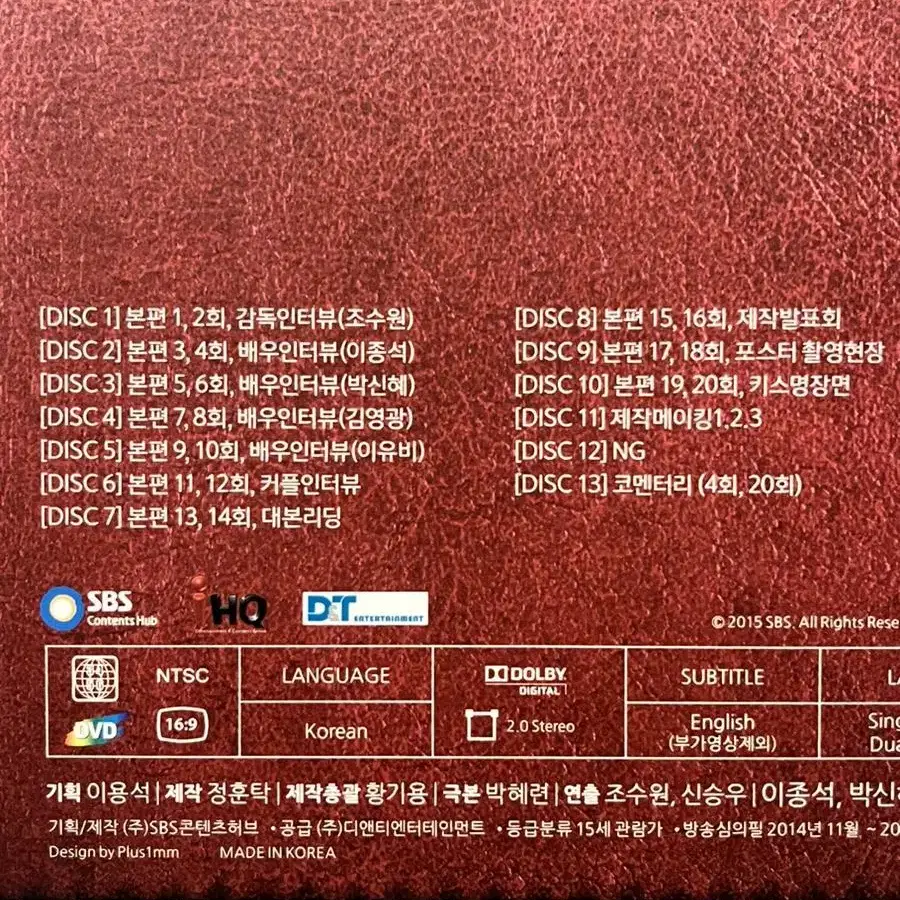 [DISC 1] 본편 1, 2회, 감독인터뷰(조수원)
[DISC 2] 본편 3, 4회, 배우인터뷰(이종석)
[DISC 3] 본편 5, 6회, 배우인터뷰(박신혜)
[DISC 4] 본편 7, 8회, 배우인터뷰(김영광)
[DISC 5] 본편 9, 10회, 배우인터뷰(이유비)
[DISC 6] 본편 11, 12회, 커플인터뷰
[DISC 7] 본편 13, 14회, 대본리딩
[DISC 8] 본편 15, 16회, 제작발표회
[DISC 9] 본편 17, 18회, 포스터 촬영현장
[DISC 10] 본편 19, 20회, 키스명장면
[DISC 11] 제작메이킹1.2.3
[DISC 12] NG
[DISC 13] 코멘터리 (4회, 20회)
SBS
Contents Hub
iHQ
D&T ENTERTAINMENT
© 2015 SBS. All Rights Rese
NTSC
DVD
16:9
LANGUAGE
Korean
DOLBY
DIGITAL
2.0 Stereo
SUBTITLE
English
(부가영상제외)
LA
Sing
Dua
기획 이용석 | 제작 정훈탁 | 제작총괄 황기용 | 극본 박혜련 | 연출 조수원, 신승우 | 이종석, 박신
기획/제작 (주)SBS콘텐츠허브 •공급 (주)디앤티엔터테인먼트 •등급분류 15세 관람가 •방송심의필 2014년 11월 ~ 20
Design by Plus1mm MADE IN KOREA